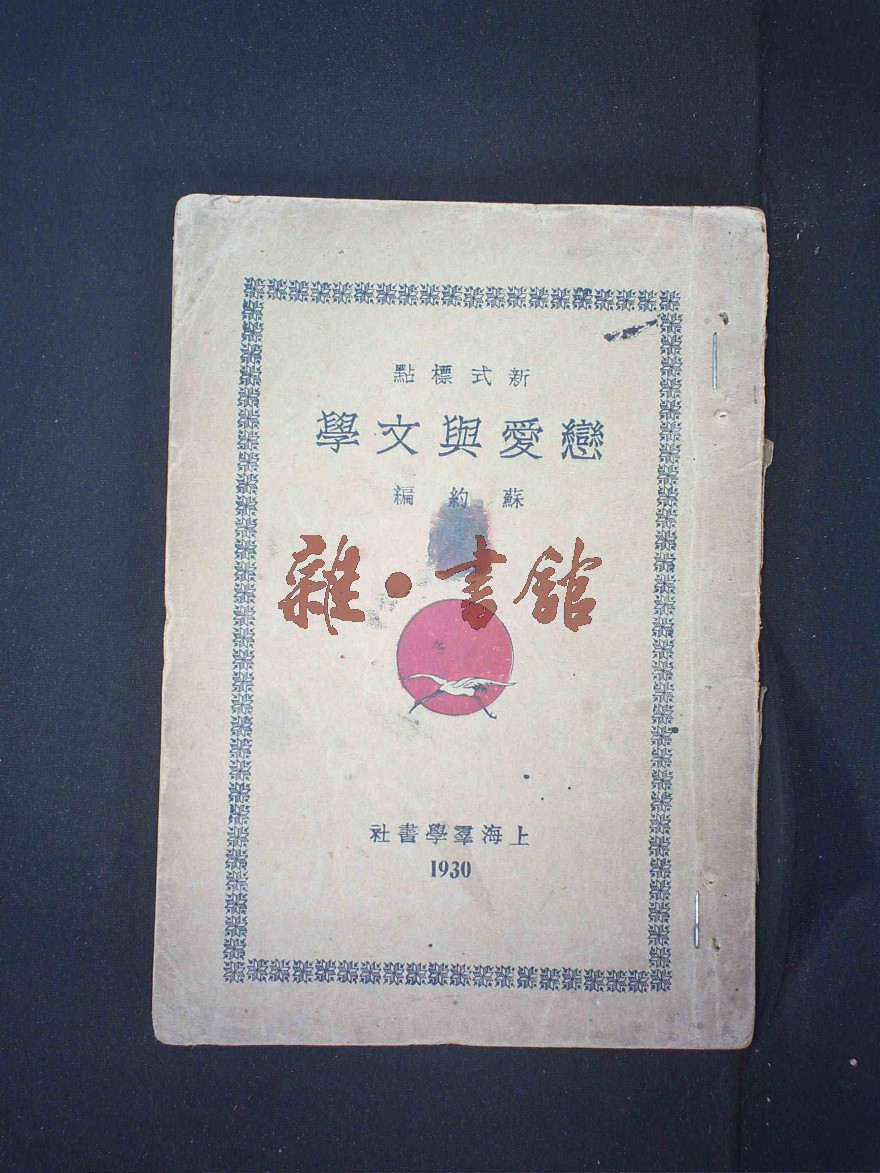 新式標點
戀愛與文學
蘇約編
雜·書館
上海羣學書社
1930